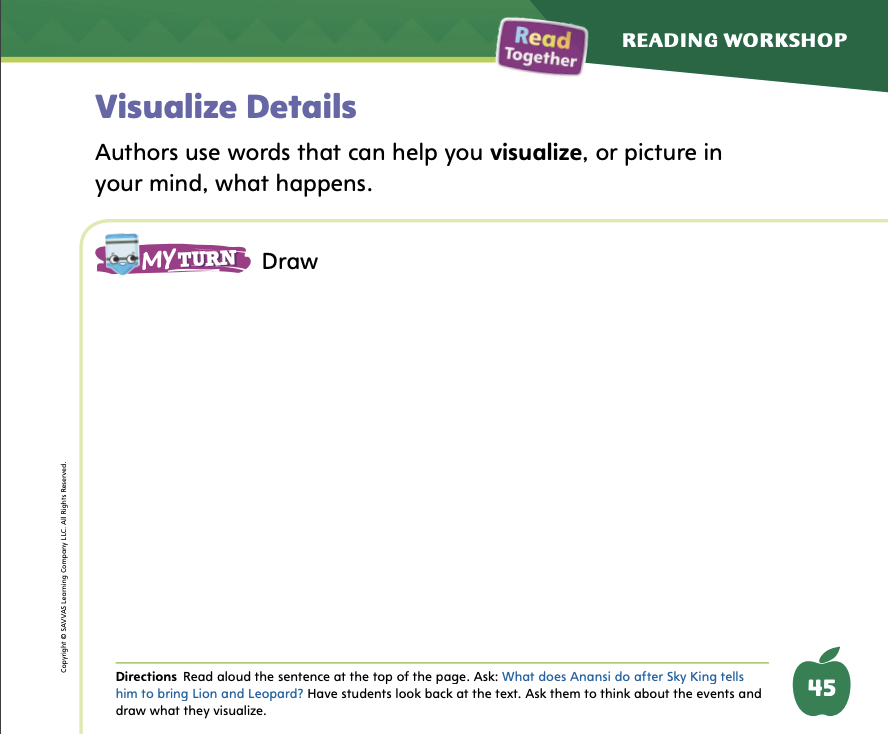 Read
Together
READING WORKSHOP
Visualize Details
Authors use words that can help you visualize, or picture in
your mind, what happens.
MY TURN Draw
Copyright © SAVVAS Learning Company LLC. All Rights Reserved.
Directions Read aloud the sentence at the top of the page. Ask: What does Anansi do after Sky King tells
him to bring Lion and Leopard? Have students look back at the text. Ask them to think about the events and
draw what they visualize.
45